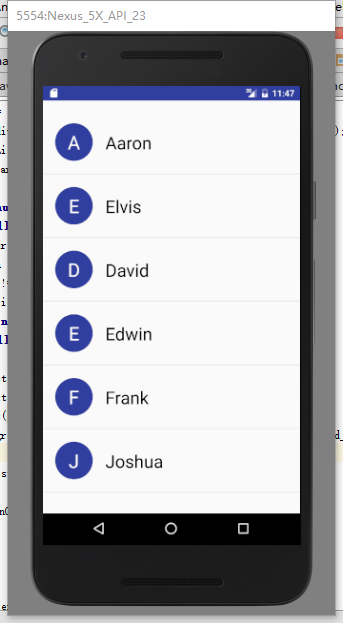 5554:Nexus_5X_API_23
11:47
A Aaron
E Elvis
D David
E Edwin
F Frank
J Joshua